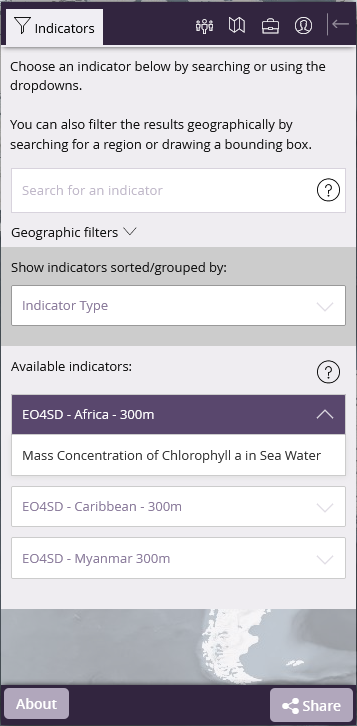 Indicators
Choose an indicator below by searching or using the
dropdowns.
You can also filter the results geographically by
searching for a region or drawing a bounding box.
Search for an indicator
?
Geographic filters
Show indicators sorted/grouped by:
Indicator Type
Available indicators:
?
EO4SD - Africa - 300m
Mass Concentration of Chlorophyll a in Sea Water
EO4SD - Caribbean - 300m
EO4SD - Myanmar 300m
About
Share